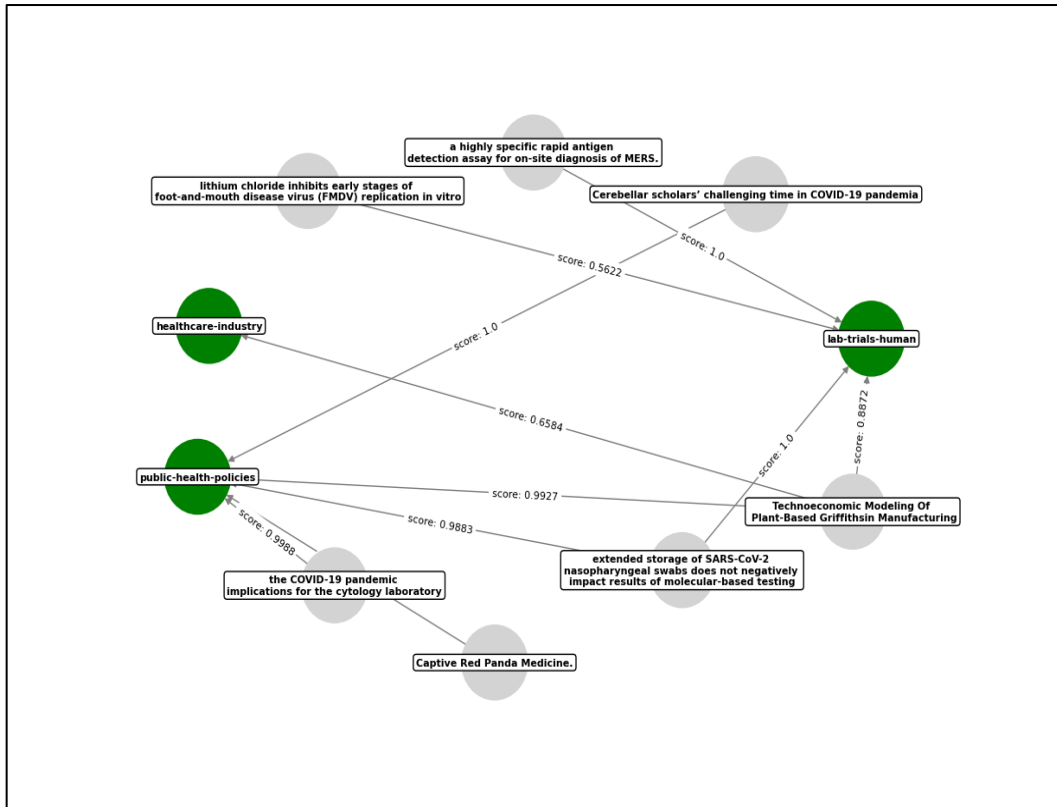 a highly specific rapid antigen
detection assay for on-site diagnosis of MERS.
lithium chloride inhibits early stages of
foot-and-mouth disease virus (FMDV) replication in vitro
Cerebellar scholars’ challenging time in COVID-19 pandemia
score: 1.0
score: 0.5622
healthcare-industry
score: 1.0
lab-trials-human
score: 0.6584
score: 0.8872
score: 1.0
public-health-policies
score: 0.9927
Technoeconomic Modeling Of
Plant-Based Griffithsin Manufacturing
score: 0.9883
score: 0.9988
extended storage of SARS-CoV-2
nasopharyngeal swabs does not negatively
impact results of molecular-based testing
the COVID-19 pandemic
implications for the cytology laboratory
Captive Red Panda Medicine.